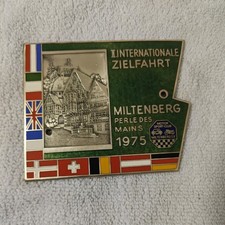 INTERNATIONALE
ZIELFAHRT
MILTENBERG
PERLE DES
MAINS
1975